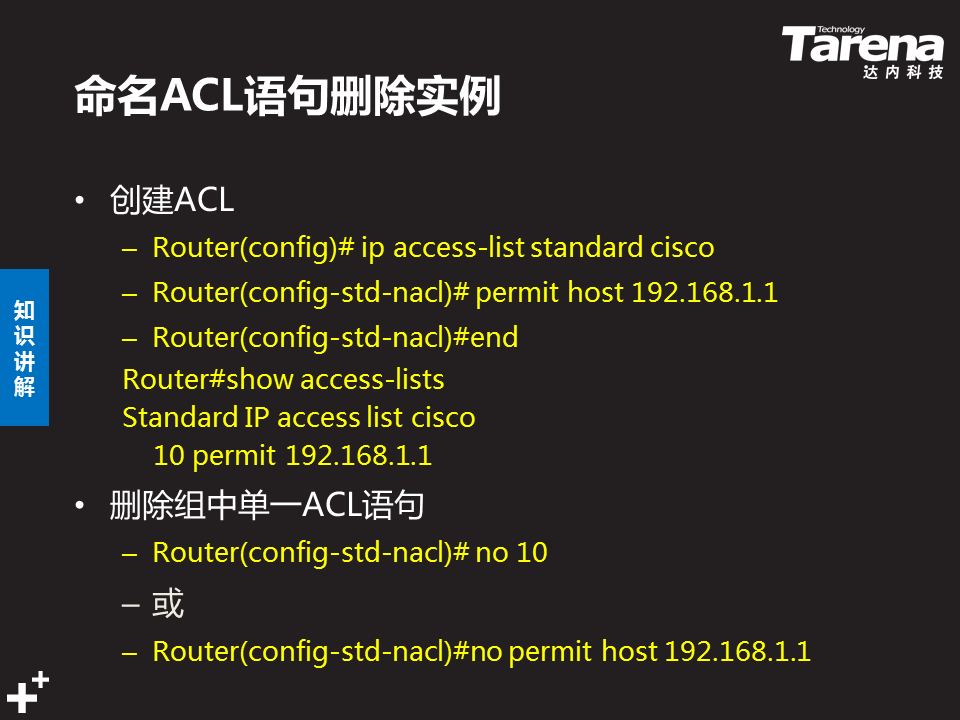 Technology
Tarena
达内科技
命名ACL语句删除实例
• 创建ACL
– Router(config)# ip access-list standard cisco
– Router(config-std-nacl)# permit host 192.168.1.1
– Router(config-std-nacl)#end
Router#show access-lists
Standard IP access list cisco
10 permit 192.168.1.1
知识讲解
• 删除组中单一ACL语句
– Router(config-std-nacl)# no 10
– 或
– Router(config-std-nacl)#no permit host 192.168.1.1